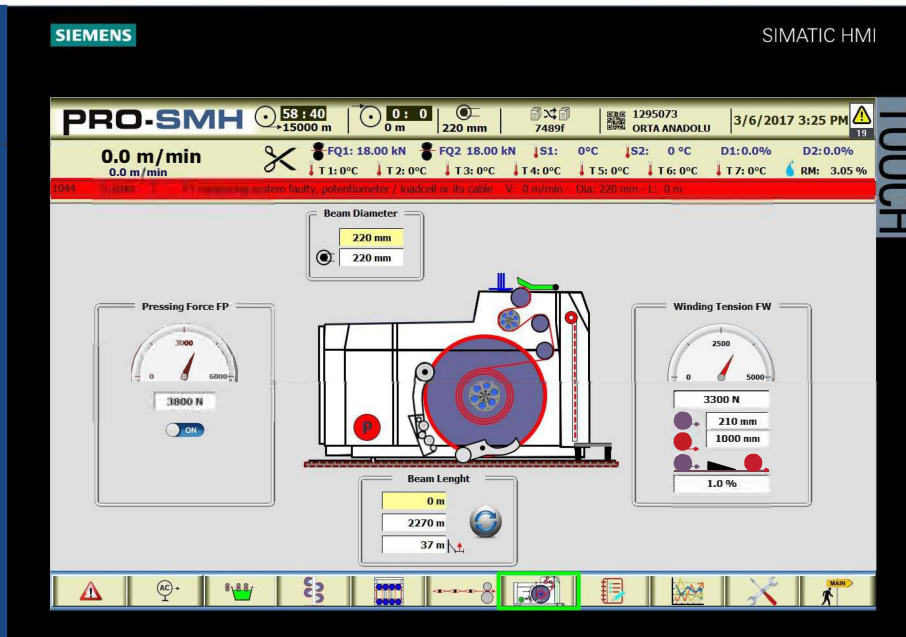 SIEMENS
SIMATIC HMI
TOUCH
PRO-SMH
58 : 40
15000 m
0 : 0
0 m
220 mm
7489f
1295073
ORTA ANADOLU
3/6/2017 3:25 PM
19
0.0 m/min
0.0 m/min
FQ1: 18.00 kN FQ2 18.00 kN S1: 0°C S2: 0 °C D1:0.0% D2:0.0%
T 1: 0°C T 2: 0°C T 3: 0°C T 4: 0°C T 5: 0°C T 6: 0°C T 7: 0°C RM: 3.05 %
1044 faulty, potentiometer / loadcell or its cable V: 0 m/min - Dia: 220 mm - L: 0 m
Beam Diameter
220 mm
220 mm
Pressing Force FP
3000
0 6000
3800 N
ON
P
Winding Tension FW
2500
0 5000
3300 N
210 mm
1000 mm
1.0 %
Beam Lenght
0 m
2270 m
37 m
AC
MAIN